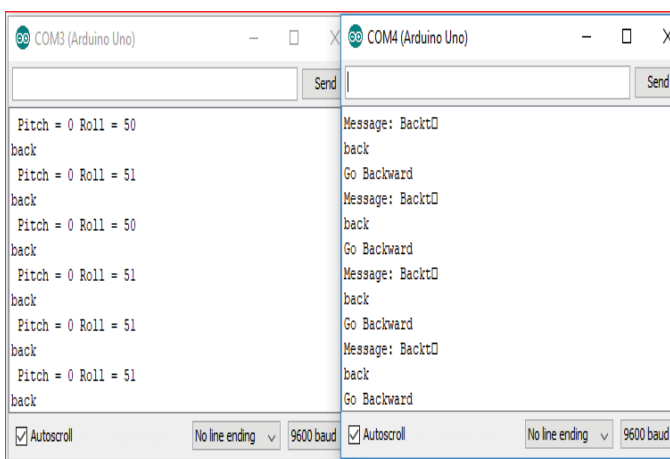 COM3 (Arduino Uno)
Send
Pitch = 0 Roll = 50
back
Pitch = 0 Roll = 51
back
Pitch = 0 Roll = 50
back
Pitch = 0 Roll = 51
back
Pitch = 0 Roll = 51
back
Pitch = 0 Roll = 51
back
Autoscroll
No line ending
9600 baud
COM4 (Arduino Uno)
Send
Message: Backt□
back
Go Backward
Message: Backt□
back
Go Backward
Message: Backt□
back
Go Backward
Message: Backt□
back
Go Backward
Autoscroll
No line ending
9600 baud